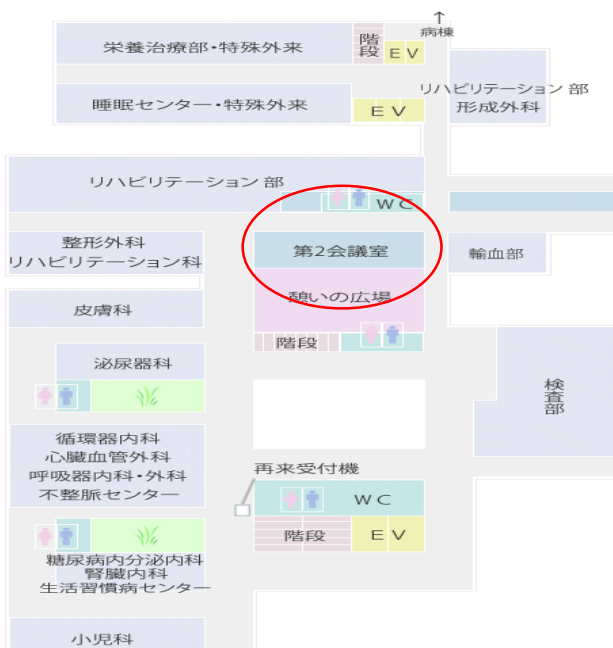 ↑
病棟
栄養治療部・特殊外来
階
段
EV
リハビリテーション部
形成外科
睡眠センター・特殊外来
EV
リハビリテーション部
WC
整形外科
リハビリテーション科
第2会議室
輸血部
憩いの広場
皮膚科
階段
泌尿器科
検
査
部
循環器内科
心臓血管外科
呼吸器内科・外科
不整脈センター
再来受付機
WC
階段
EV
糖尿病内分泌内科
腎臓内科
生活習慣病センター
小児科